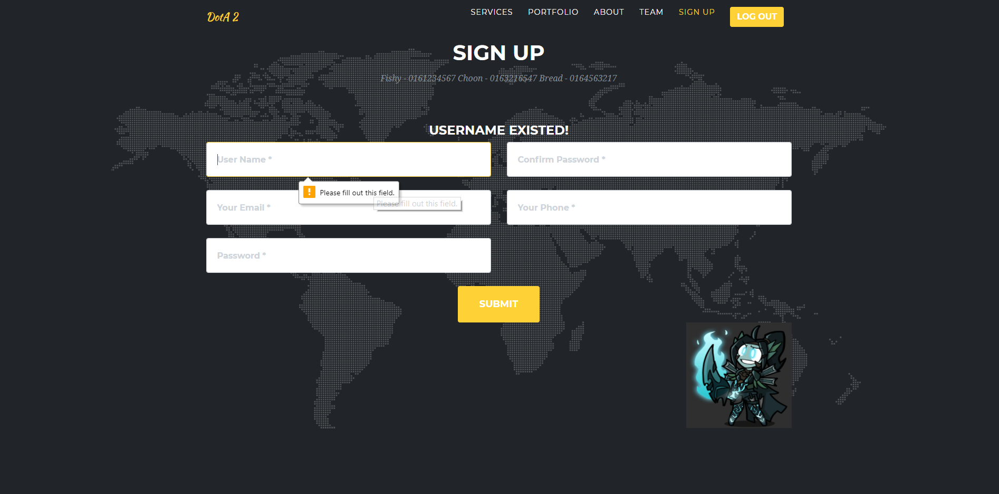 DotA 2
SERVICES PORTFOLIO ABOUT TEAM SIGN UP LOG OUT
SIGN UP
Fishy - 0161234567 Choon - 0163216547 Bread - 0164563217
USERNAME EXISTED!
User Name *
Confirm Password *
Please fill out this field.
Please fill out this field.
Your Email *
Your Phone *
Password *
SUBMIT